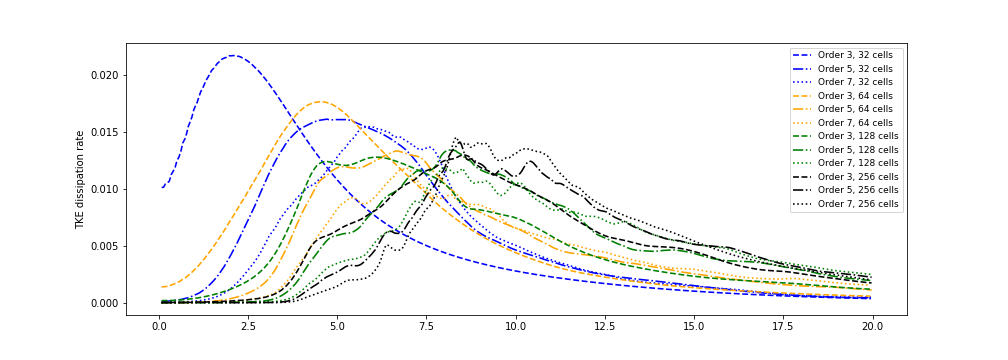 0.020
0.015
0.010
0.005
0.000
TKE dissipation rate
Order 3, 32 cells
Order 5, 32 cells
Order 7, 32 cells
Order 3, 64 cells
Order 5, 64 cells
Order 7, 64 cells
Order 3, 128 cells
Order 5, 128 cells
Order 7, 128 cells
Order 3, 256 cells
Order 5, 256 cells
Order 7, 256 cells
0.0 2.5 5.0 7.5 10.0 12.5 15.0 17.5 20.0